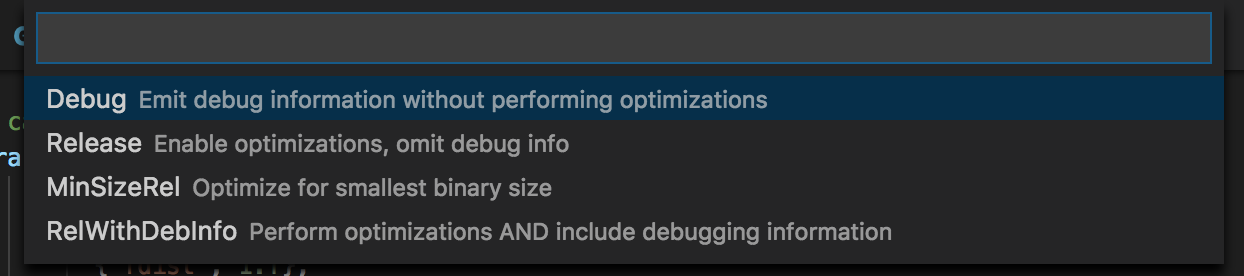 Debug Emit debug information without performing optimizations
Release Enable optimizations, omit debug info
MinSizeRel Optimize for smallest binary size
RelWithDebInfo Perform optimizations AND include debugging information